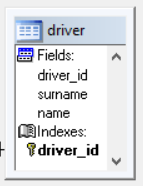 driver
Fields:
driver_id
surname
name
Indexes:
driver_id